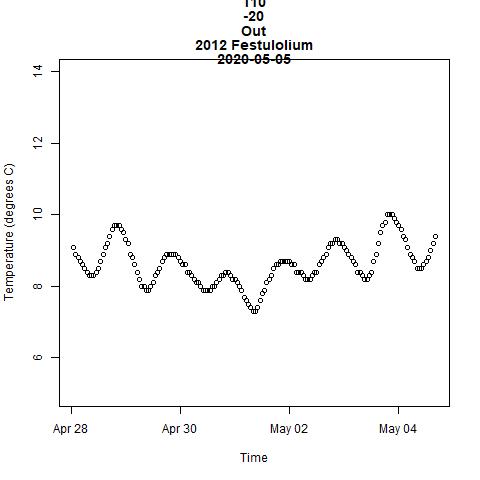 110
-20
Out
2012 Festulolium
2020-05-05
Temperature (degrees C)
14
12
10
8
6
Apr 28
Apr 30
May 02
May 04
Time